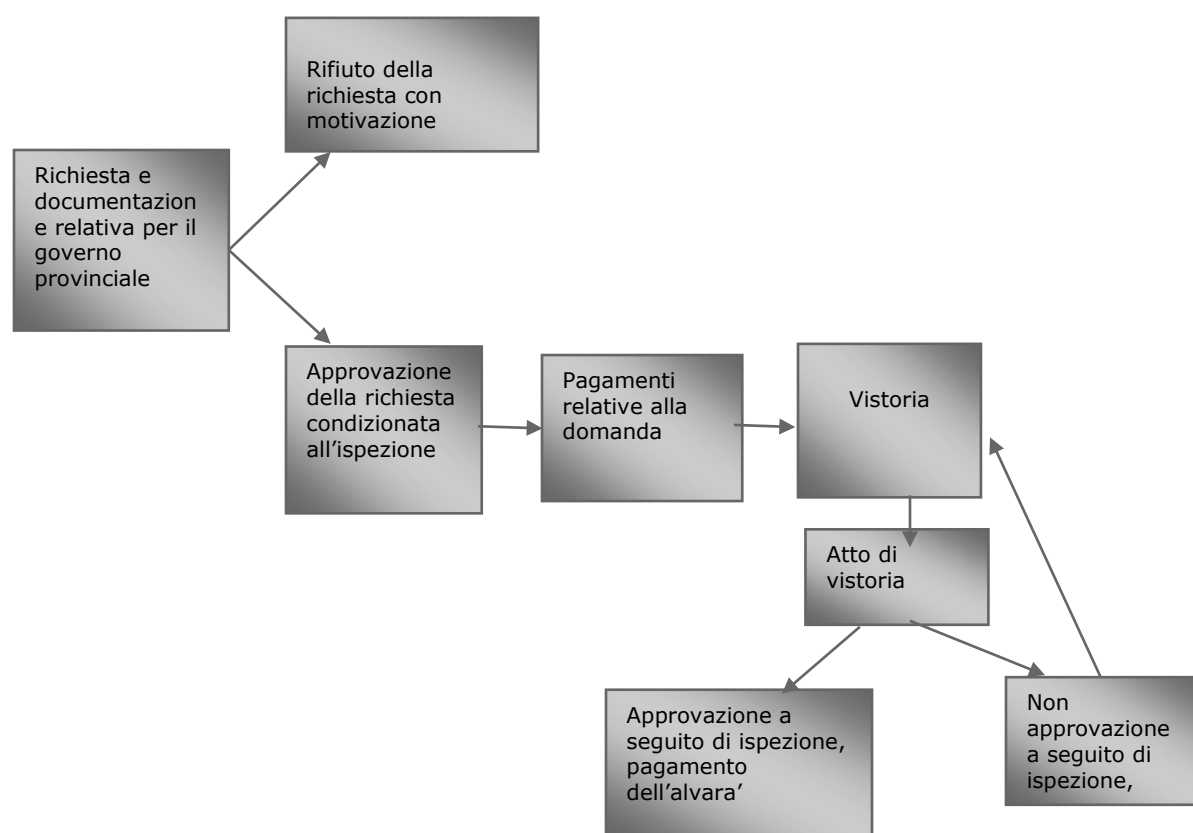 Rifiuto della
richiesta con
motivazione
Richiesta e
documentazion
e relativa per il
governo
provinciale
Approvazione
della richiesta
condizionata
all’ispezione
Pagamenti
relative alla
domanda
Vistoria
Atto di
vistoria
Approvazione a
seguito di ispezione,
pagamento
dell’alvara’
Non
approvazione
a seguito di
ispezione,